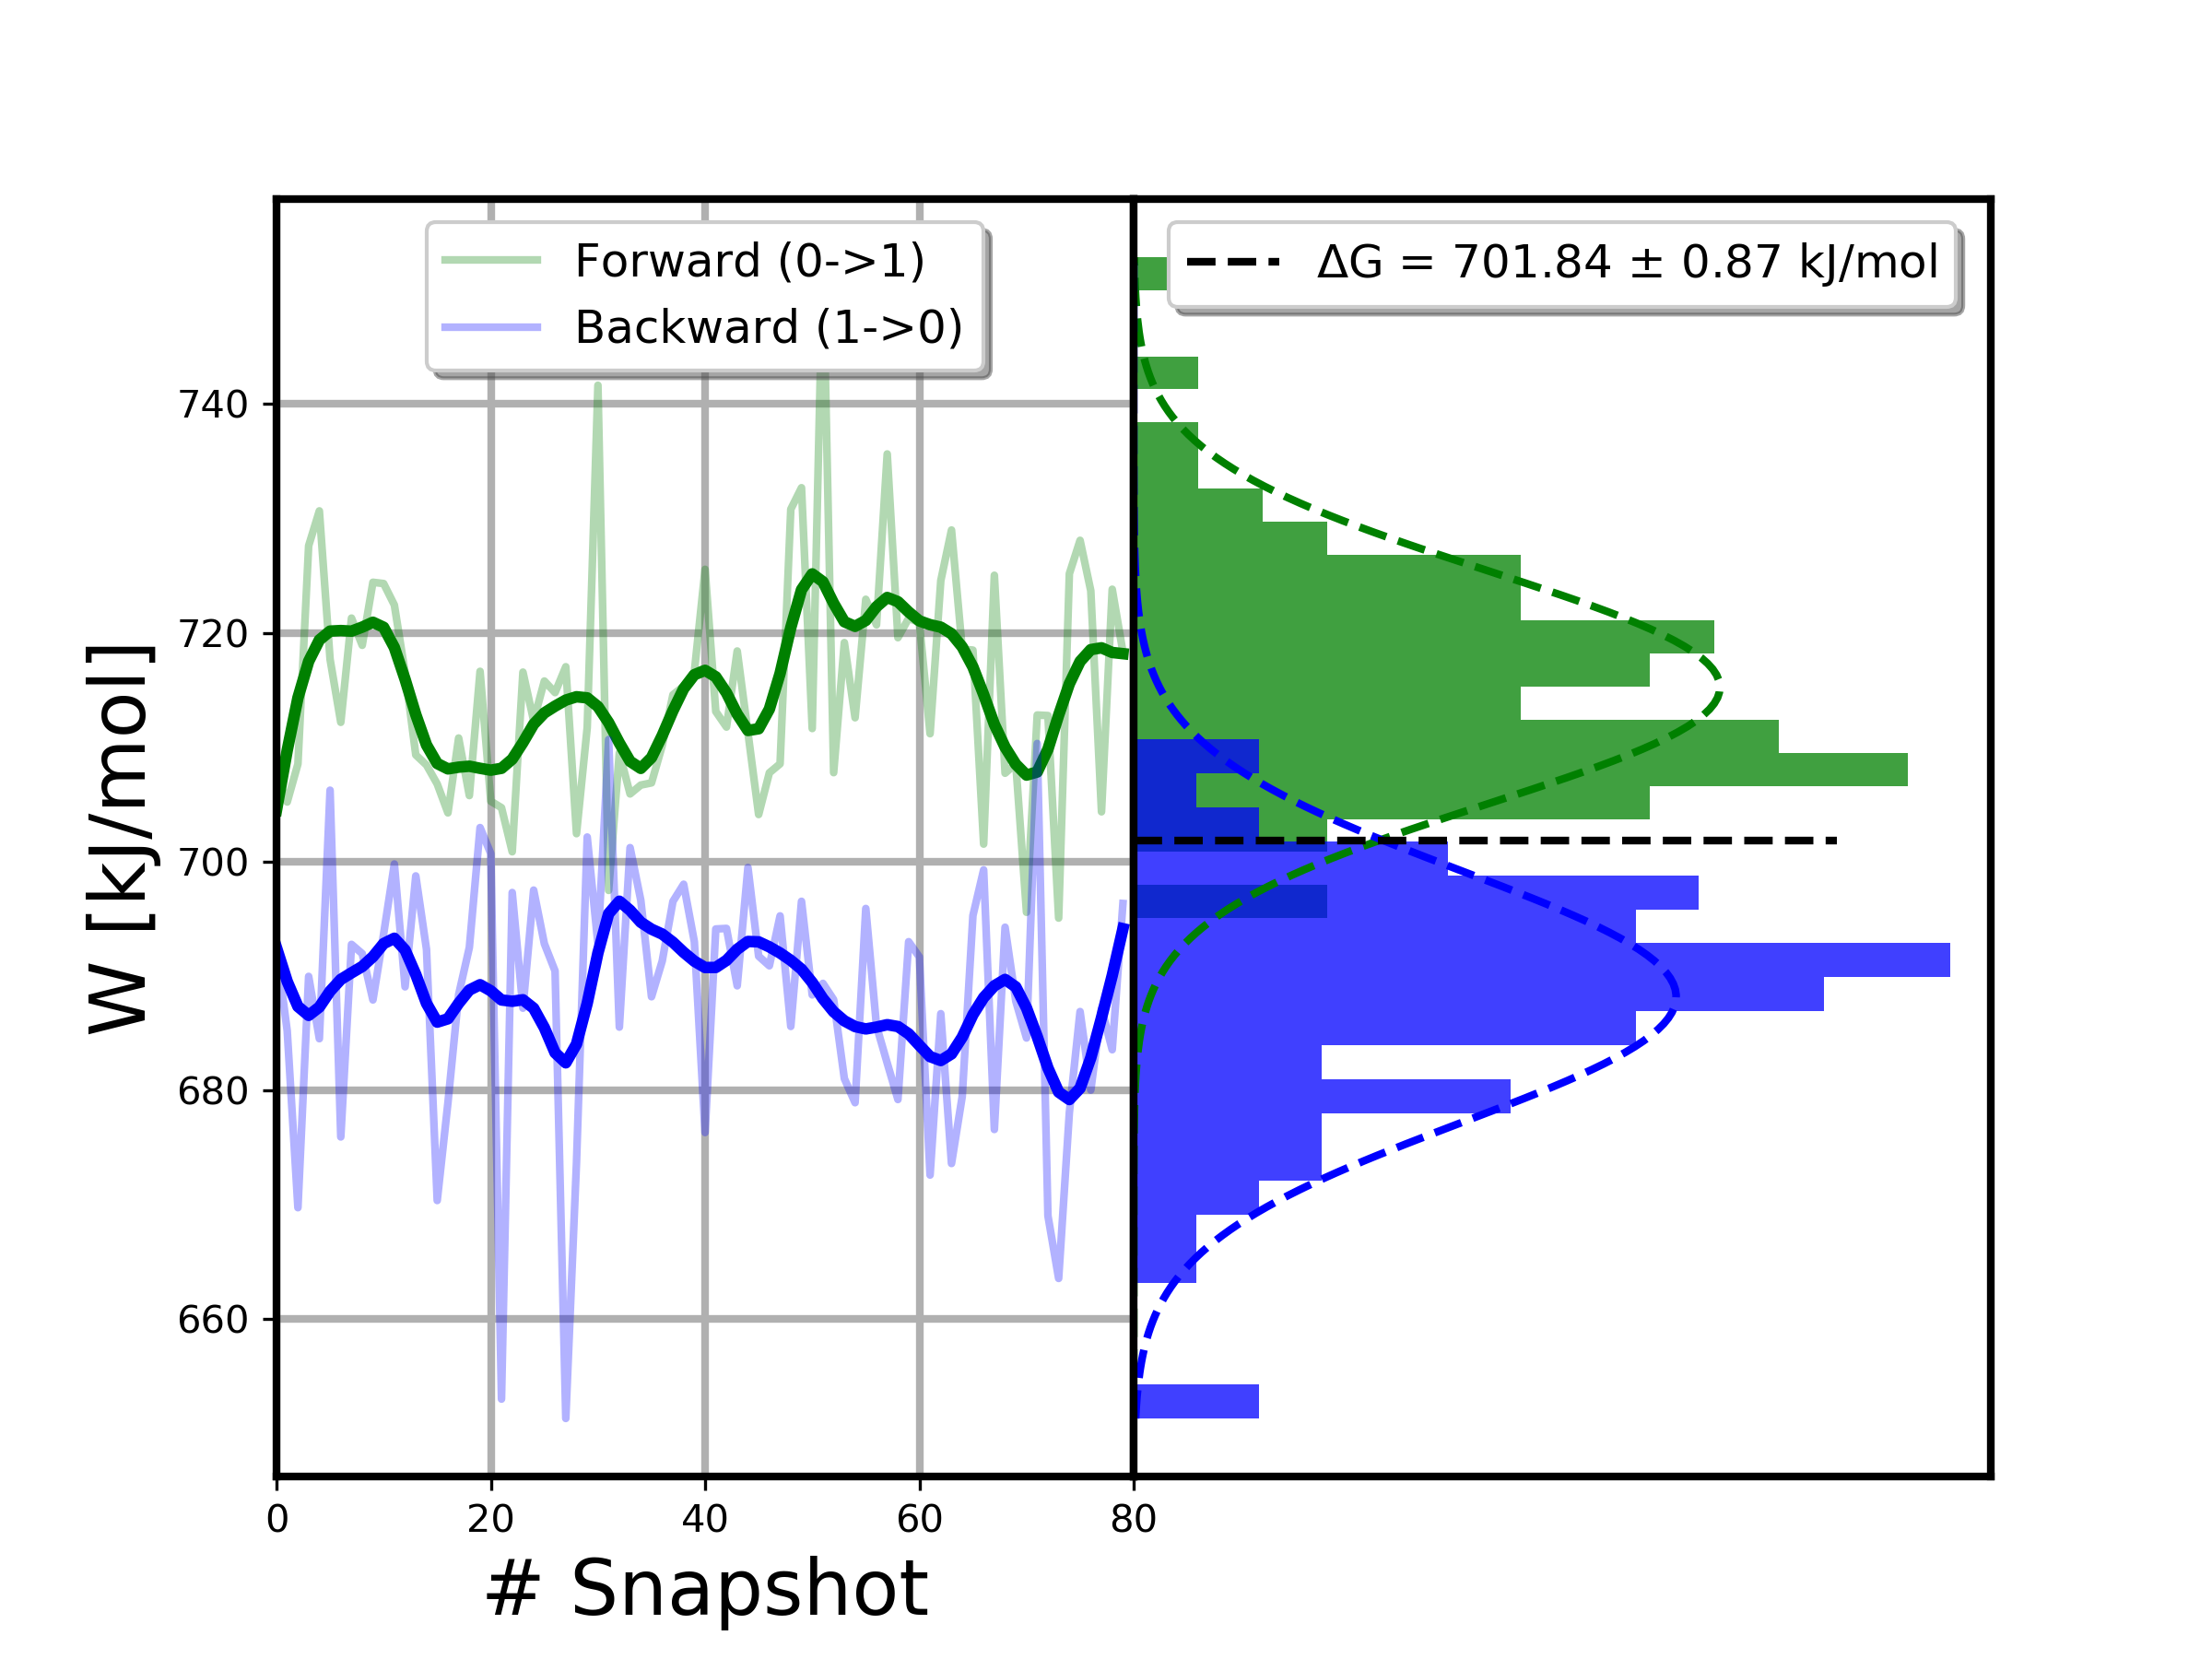 Forward (0->1)
Backward (1->0)
ΔG = 701.84 ± 0.87 kJ/mol
W [kJ/mol]
740
720
700
680
660
0 20 40 60 80
# Snapshot